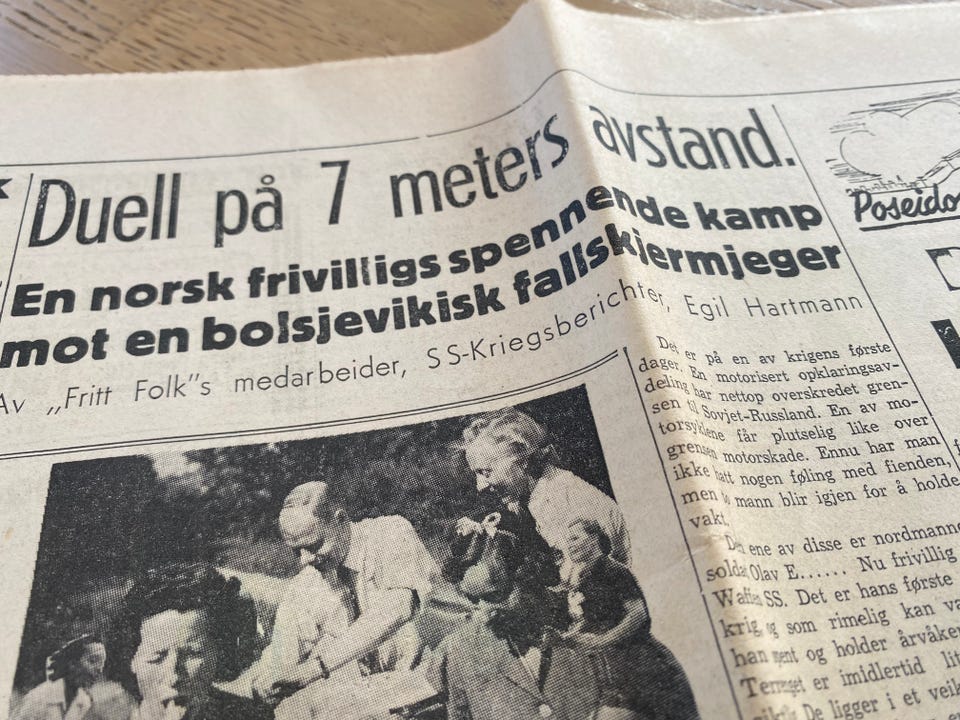 Duell på 7 meters avstand.
En norsk frivilligs spennende kamp
mot en bolsjevikisk fallskjermjeger
Av „Fritt Folk"s medarbeider, SS-Kriegsberichter, Egil Hartmann
Det er på en av krigens første
dager. En motorisert opklaringsav-
deling har nettop overskredet gren-
sen til Sovjet-Russland. En av mo-
torsyklene får plutselig like over
grensen motorskade. Ennu har man
ikke hatt nogen føling med fienden,
men mann blir igjen for å holde
vakt.
Den ene av disse er nordmannen
soldat Olav E...... Nu frivillig
Waffen SS. Det er hans første
krig og som rimelig kan
han spent og holder årvåken
Terrenget er imidlertid
De ligger i et
Poseido